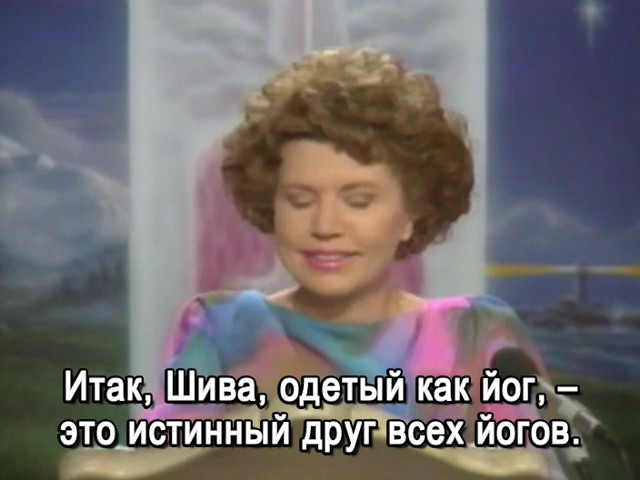 Итак, Шива, одетый как йог, –
это истинный друг всех йогов.